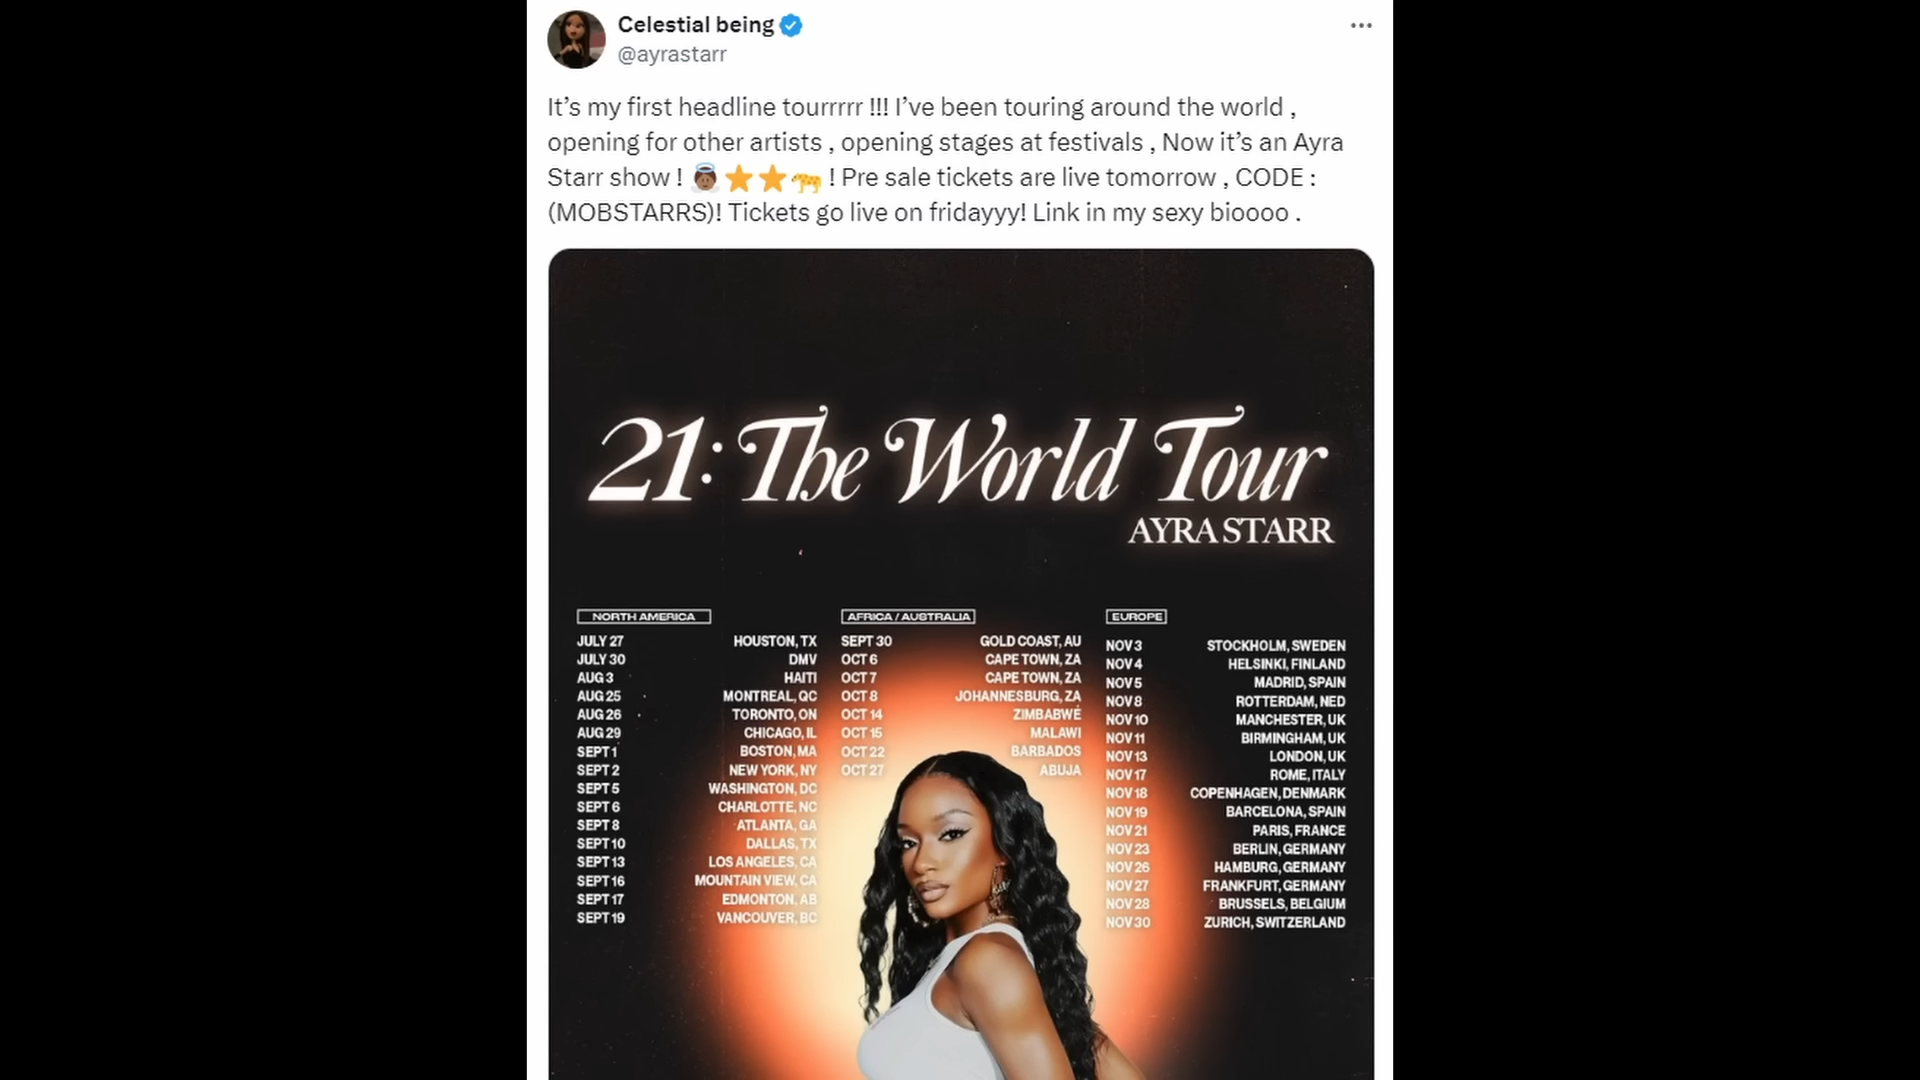 Celestial being
@ayrastarr
It’s my first headline tourrrrr !!! I’ve been touring around the world ,
opening for other artists , opening stages at festivals , Now it’s an Ayra
Starr show ! 👼🏾⭐⭐🐆 ! Pre sale tickets are live tomorrow , CODE :
(MOBSTARRS)! Tickets go live on fridayyy! Link in my sexy bioooo .
21: The World Tour
AYRA STARR
NORTH AMERICA
JULY 27 HOUSTON, TX
JULY 30 DMV
AUG 3 HAITI
AUG 25 MONTREAL, QC
AUG 26 TORONTO, ON
AUG 29 CHICAGO, IL
SEPT 1 BOSTON, MA
SEPT 2 NEW YORK, NY
SEPT 5 WASHINGTON, DC
SEPT 6 CHARLOTTE, NC
SEPT 8 ATLANTA, GA
SEPT 10 DALLAS, TX
SEPT 13 LOS ANGELES, CA
SEPT 16 MOUNTAIN VIEW, CA
SEPT 17 EDMONTON, AB
SEPT 19 VANCOUVER, BC
AFRICA / AUSTRALIA
SEPT 30 GOLD COAST, AU
OCT 6 CAPE TOWN, ZA
OCT 7 CAPE TOWN, ZA
OCT 8 JOHANNESBURG, ZA
OCT 14 ZIMBABWE
OCT 15 MALAWI
OCT 22 BARBADOS
OCT 27 ABUJA
EUROPE
NOV 3 STOCKHOLM, SWEDEN
NOV 4 HELSINKI, FINLAND
NOV 5 MADRID, SPAIN
NOV 8 ROTTERDAM, NED
NOV 10 MANCHESTER, UK
NOV 11 BIRMINGHAM, UK
NOV 13 LONDON, UK
NOV 17 ROME, ITALY
NOV 18 COPENHAGEN, DENMARK
NOV 19 BARCELONA, SPAIN
NOV 21 PARIS, FRANCE
NOV 23 BERLIN, GERMANY
NOV 26 HAMBURG, GERMANY
NOV 27 FRANKFURT, GERMANY
NOV 28 BRUSSELS, BELGIUM
NOV 30 ZURICH, SWITZERLAND